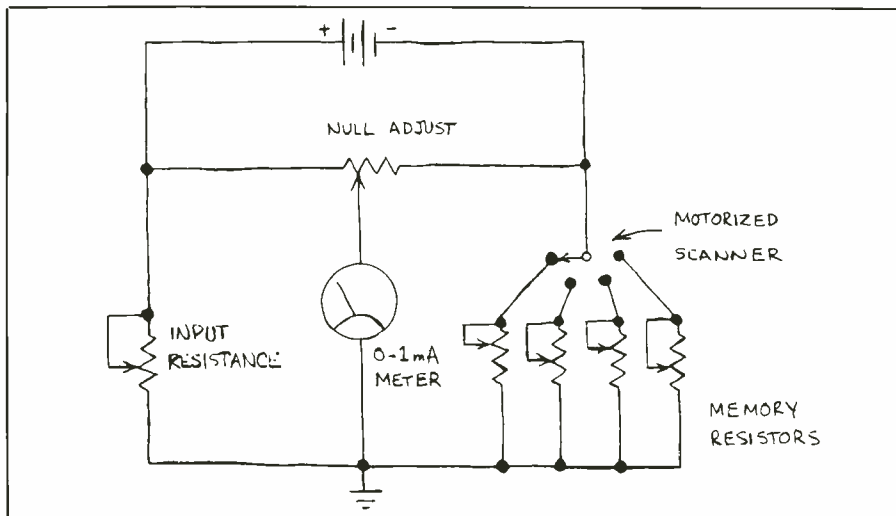 + -
NULL ADJUST
MOTORIZED
SCANNER
INPUT
RESISTANCE
0-1mA
METER
MEMORY
RESISTORS